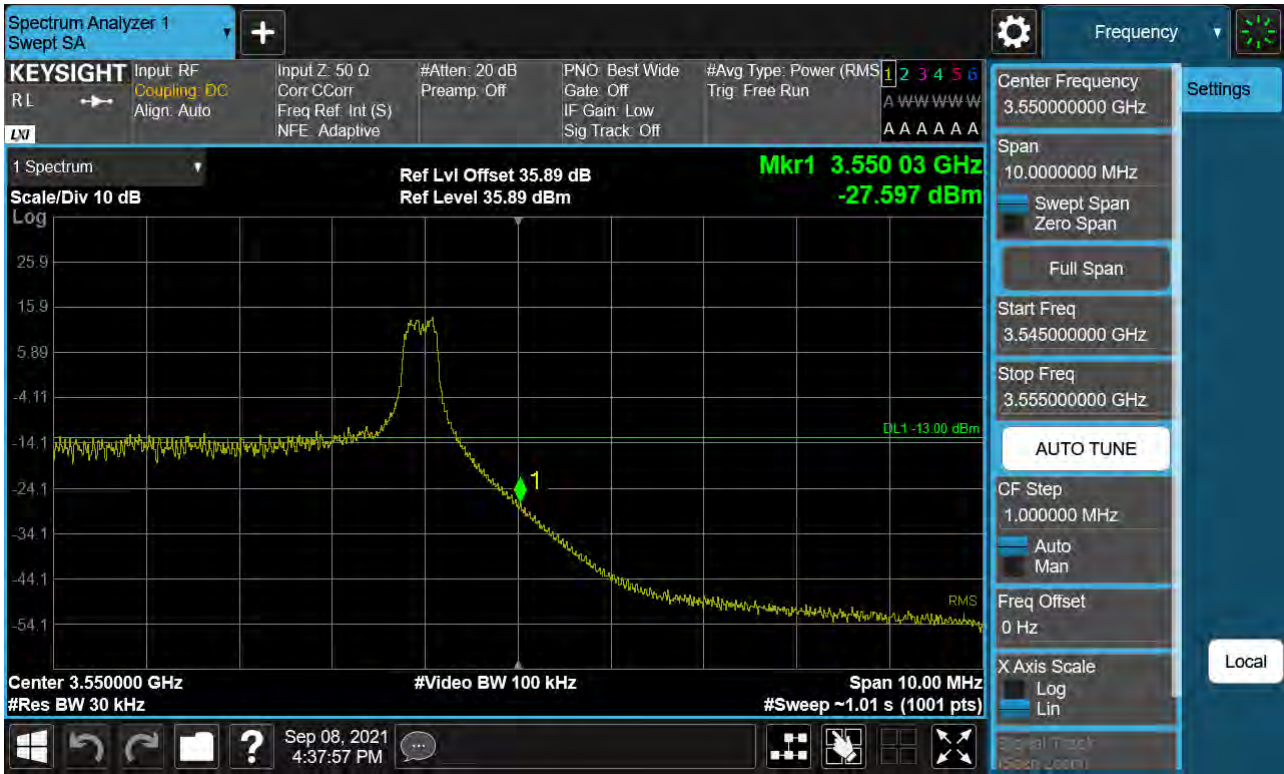 Spectrum Analyzer 1
Swept SA
Frequency
KEYSIGHT
RL
LXI
Input: RF
Coupling: DC
Align: Auto
Input Z: 50 Ω
Corr CCorr
Freq Ref: Int (S)
NFE: Adaptive
#Atten: 20 dB
Preamp: Off
PNO: Best Wide
Gate: Off
IF Gain: Low
Sig Track: Off
#Avg Type: Power (RMS
Trig: Free Run
1 2 3 4 5 6
A W W W W W
A A A A A A
1 Spectrum
Scale/Div 10 dB
Log
Ref Lvl Offset 35.89 dB
Ref Level 35.89 dBm
Mkr1 3.550 03 GHz
-27.597 dBm
25.9
15.9
5.89
-4.11
-14.1
-24.1
-34.1
-44.1
-54.1
DL1 -13.00 dBm
1
RMS
Center 3.550000 GHz
#Res BW 30 kHz
#Video BW 100 kHz
Span 10.00 MHz
#Sweep ~1.01 s (1001 pts)
Center Frequency
3.550000000 GHz
Settings
Span
10.0000000 MHz
Swept Span
Zero Span
Full Span
Start Freq
3.545000000 GHz
Stop Freq
3.555000000 GHz
AUTO TUNE
CF Step
1.000000 MHz
Auto
Man
Freq Offset
0 Hz
X Axis Scale
Log
Lin
Local
Signal Track
(Span Zoom)
?
Sep 08, 2021
4:37:57 PM